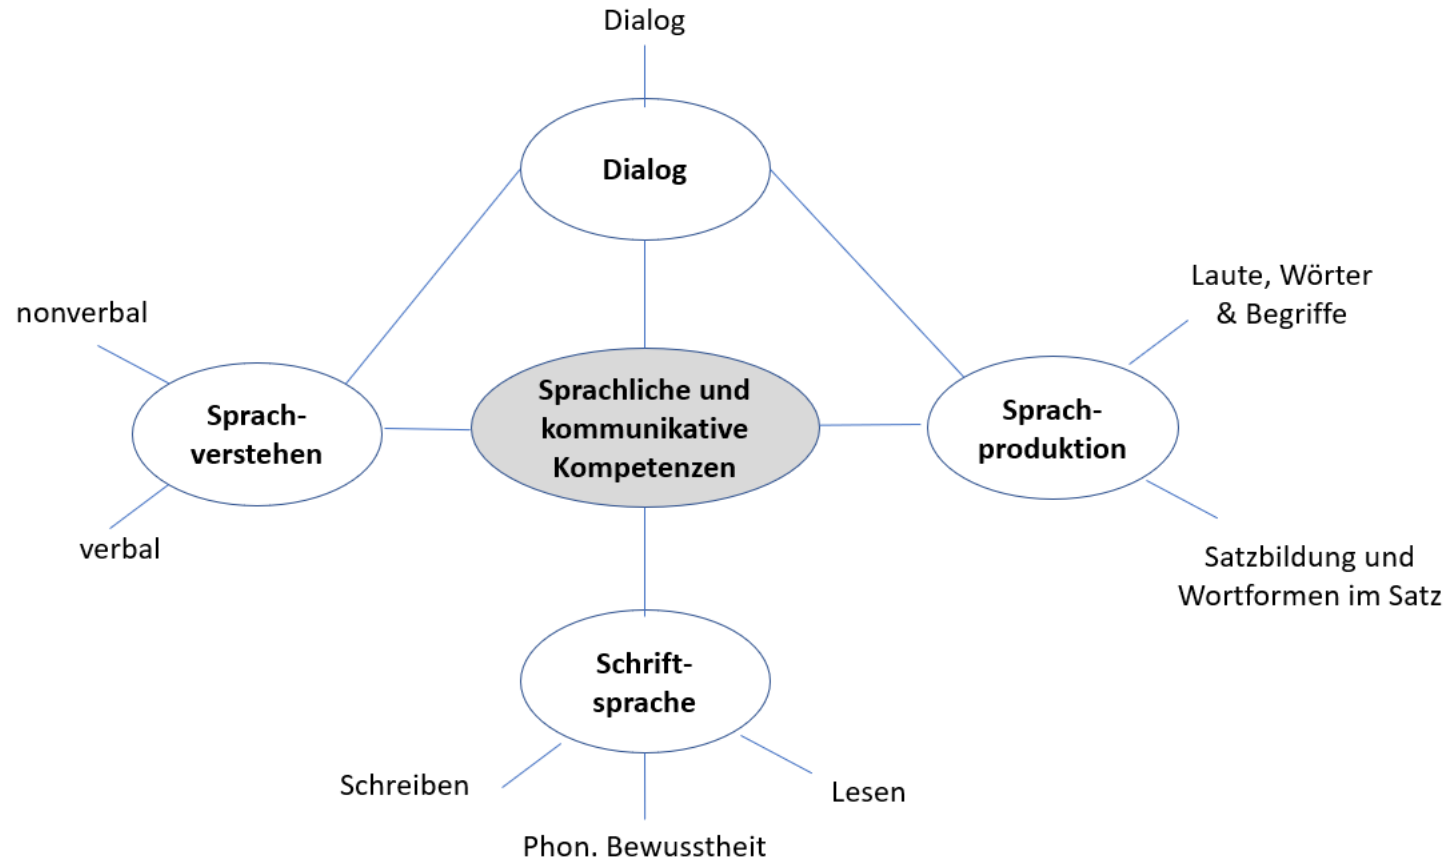 Dialog
Dialog
Laute, Wörter
& Begriffe
nonverbal
Sprach-
verstehen
Sprachliche und
kommunikative
Kompetenzen
Sprach-
produktion
verbal
Satzbildung und
Wortformen im Satz
Schrift-
sprache
Schreiben
Lesen
Phon. Bewusstheit